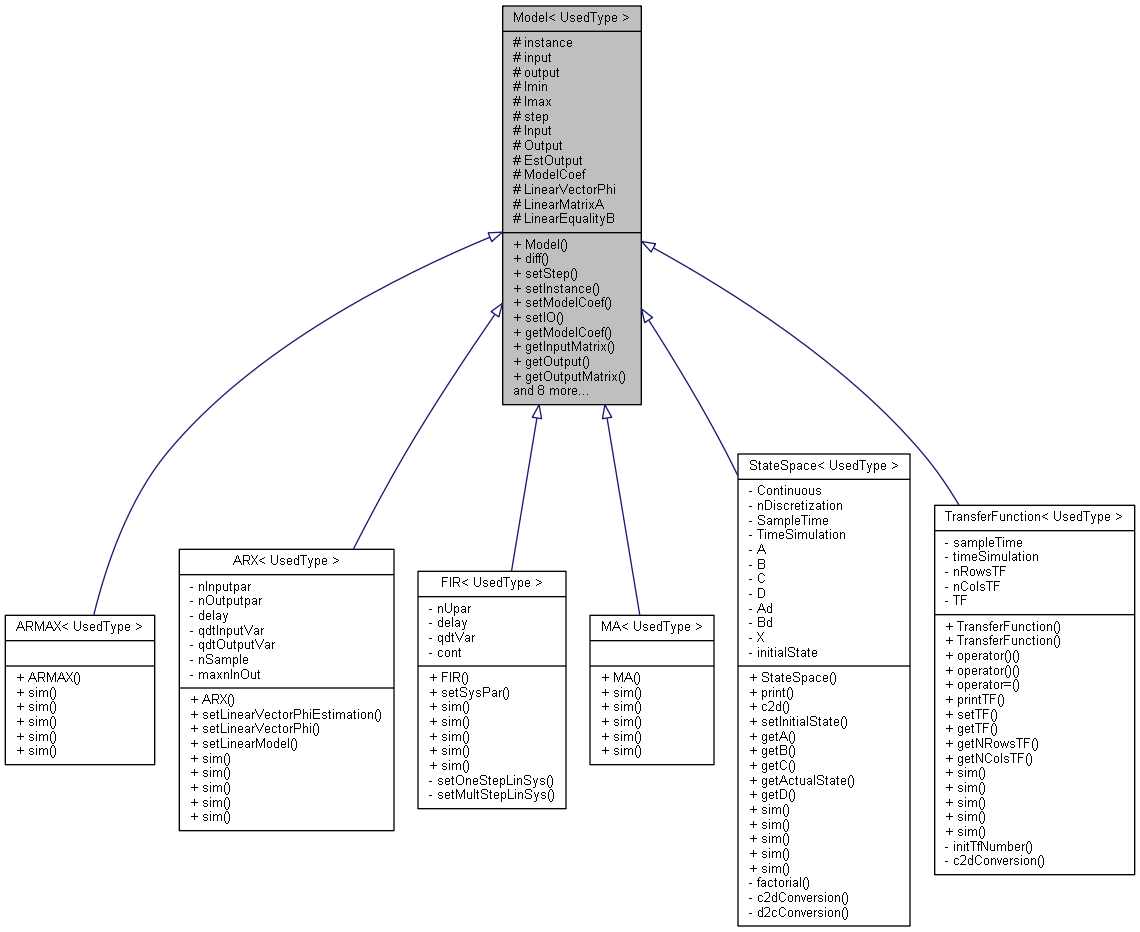 Model< UsedType >
# instance
# input
# output
# lmin
# lmax
# step
# Input
# Output
# EstOutput
# ModelCoef
# LinearVectorPhi
# LinearMatrixA
# LinearEqualityB
+ Model()
+ diff()
+ setStep()
+ setInstance()
+ setModelCoef()
+ setIO()
+ getModelCoef()
+ getInputMatrix()
+ getOutput()
+ getOutputMatrix()
and 8 more...
ARMAX< UsedType >
+ ARMAX()
+ sim()
+ sim()
+ sim()
+ sim()
+ sim()
ARX< UsedType >
- nInputpar
- nOutputpar
- delay
- qdtInputVar
- qdtOutputVar
- nSample
- maxnInOut
+ ARX()
+ setLinearVectorPhiEstimation()
+ setLinearVectorPhi()
+ setLinearModel()
+ sim()
+ sim()
+ sim()
+ sim()
+ sim()
FIR< UsedType >
- nUpar
- delay
- qdtVar
- cont
+ FIR()
+ setSysPar()
+ sim()
+ sim()
+ sim()
+ sim()
+ sim()
- setOneStepLinSys()
- setMultStepLinSys()
MA< UsedType >
+ MA()
+ sim()
+ sim()
+ sim()
+ sim()
+ sim()
StateSpace< UsedType >
- Continuous
- nDiscretization
- SampleTime
- TimeSimulation
- A
- B
- C
- D
- Ad
- Bd
- X
- initialState
+ StateSpace()
+ print()
+ c2d()
+ setInitialState()
+ getA()
+ getB()
+ getC()
+ getActualState()
+ getD()
+ sim()
+ sim()
+ sim()
+ sim()
+ sim()
- factorial()
- c2dConversion()
- d2cConversion()
TransferFunction< UsedType >
- sampleTime
- timeSimulation
- nRowsTF
- nColsTF
- TF
+ TransferFunction()
+ TransferFunction()
+ operator()()
+ operator()()
+ operator=()
+ printTF()
+ setTF()
+ getTF()
+ getNRowsTF()
+ getNColsTF()
+ sim()
+ sim()
+ sim()
+ sim()
+ sim()
- initTfNumber()
- c2dConversion()